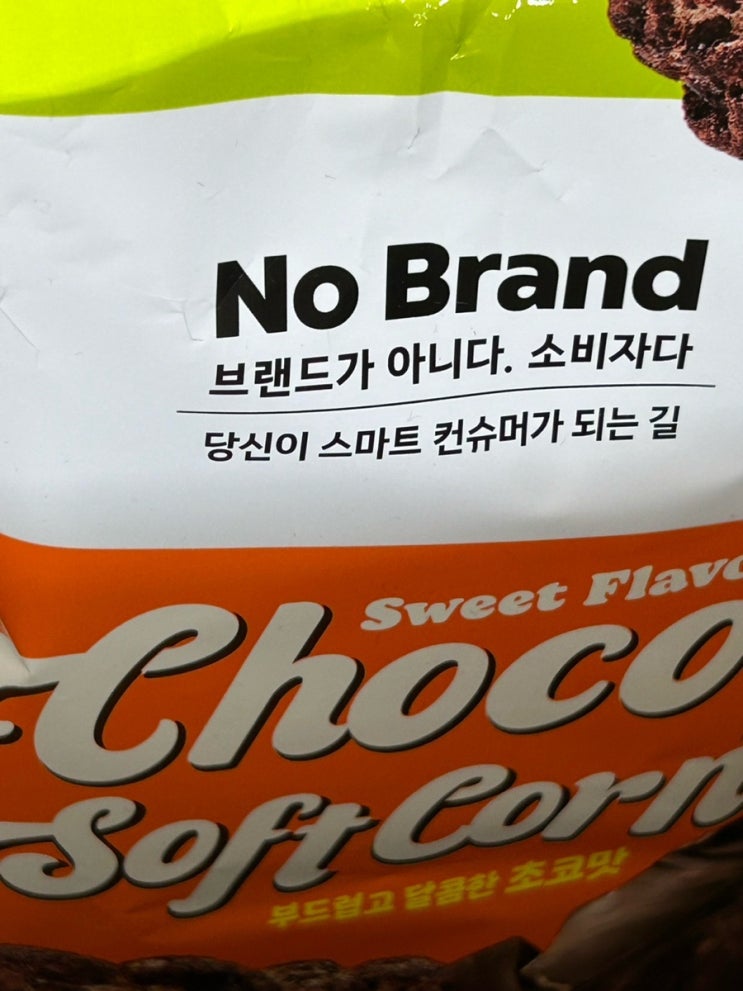 No Brand
브랜드가 아니다. 소비자다
당신이 스마트 컨슈머가 되는 길
Sweet
Choco
Soft Corn
부드럽고 달콤한 초코맛